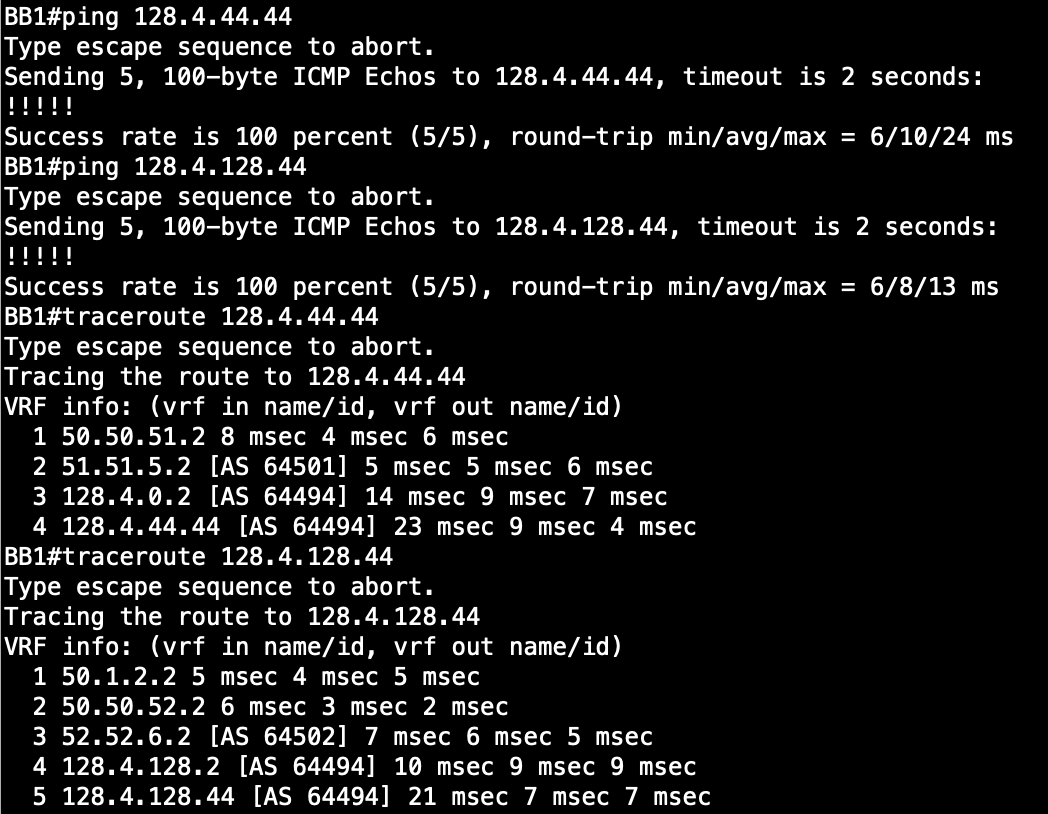 BB1#ping 128.4.44.44
Type escape sequence to abort.
Sending 5, 100-byte ICMP Echos to 128.4.44.44, timeout is 2 seconds:
!!!!!
Success rate is 100 percent (5/5), round-trip min/avg/max = 6/10/24 ms
BB1#ping 128.4.128.44
Type escape sequence to abort.
Sending 5, 100-byte ICMP Echos to 128.4.128.44, timeout is 2 seconds:
!!!!!
Success rate is 100 percent (5/5), round-trip min/avg/max = 6/8/13 ms
BB1#traceroute 128.4.44.44
Type escape sequence to abort.
Tracing the route to 128.4.44.44
VRF info: (vrf in name/id, vrf out name/id)
  1 50.50.51.2 8 msec 4 msec 6 msec
  2 51.51.5.2 [AS 64501] 5 msec 5 msec 6 msec
  3 128.4.0.2 [AS 64494] 14 msec 9 msec 7 msec
  4 128.4.44.44 [AS 64494] 23 msec 9 msec 4 msec
BB1#traceroute 128.4.128.44
Type escape sequence to abort.
Tracing the route to 128.4.128.44
VRF info: (vrf in name/id, vrf out name/id)
  1 50.1.2.2 5 msec 4 msec 5 msec
  2 50.50.52.2 6 msec 3 msec 2 msec
  3 52.52.6.2 [AS 64502] 7 msec 6 msec 5 msec
  4 128.4.128.2 [AS 64494] 10 msec 9 msec 9 msec
  5 128.4.128.44 [AS 64494] 21 msec 7 msec 7 msec